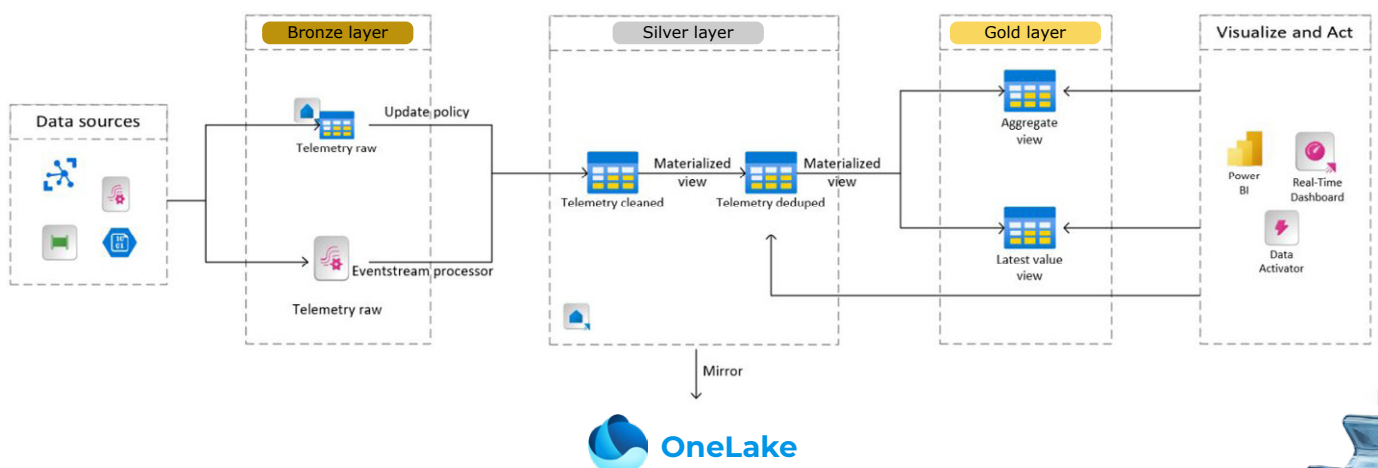 Bronze layer
Silver layer
Gold layer
Visualize and Act
Data sources
Update policy
Telemetry raw
Eventstream processor
Telemetry raw
Materialized
view
Materialized
view
Telemetry cleaned
Telemetry deduped
Aggregate
view
Latest value
view
Power
BI
Real-Time
Dashboard
Data
Activator
Mirror
OneLake